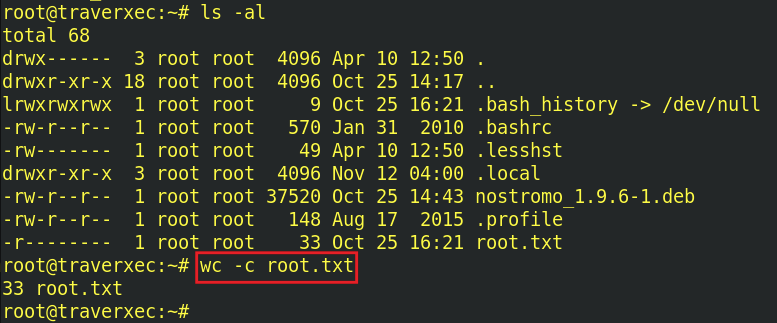 root@traverxec:~# ls -al
total 68
drwx------  3 root root  4096 Apr 10 12:50 .
drwxr-xr-x 18 root root  4096 Oct 25 14:17 ..
lrwxrwxrwx  1 root root     9 Oct 25 16:21 .bash_history -> /dev/null
-rw-r--r--  1 root root   570 Jan 31  2010 .bashrc
-rw-------  1 root root    49 Apr 10 12:50 .lesshst
drwxr-xr-x  3 root root  4096 Nov 12 04:00 .local
-rw-r--r--  1 root root 37520 Oct 25 14:43 nostromo_1.9.6-1.deb
-rw-r--r--  1 root root   148 Aug 17  2015 .profile
-r--------  1 root root    33 Oct 25 16:21 root.txt
root@traverxec:~# wc -c root.txt
33 root.txt
root@traverxec:~#